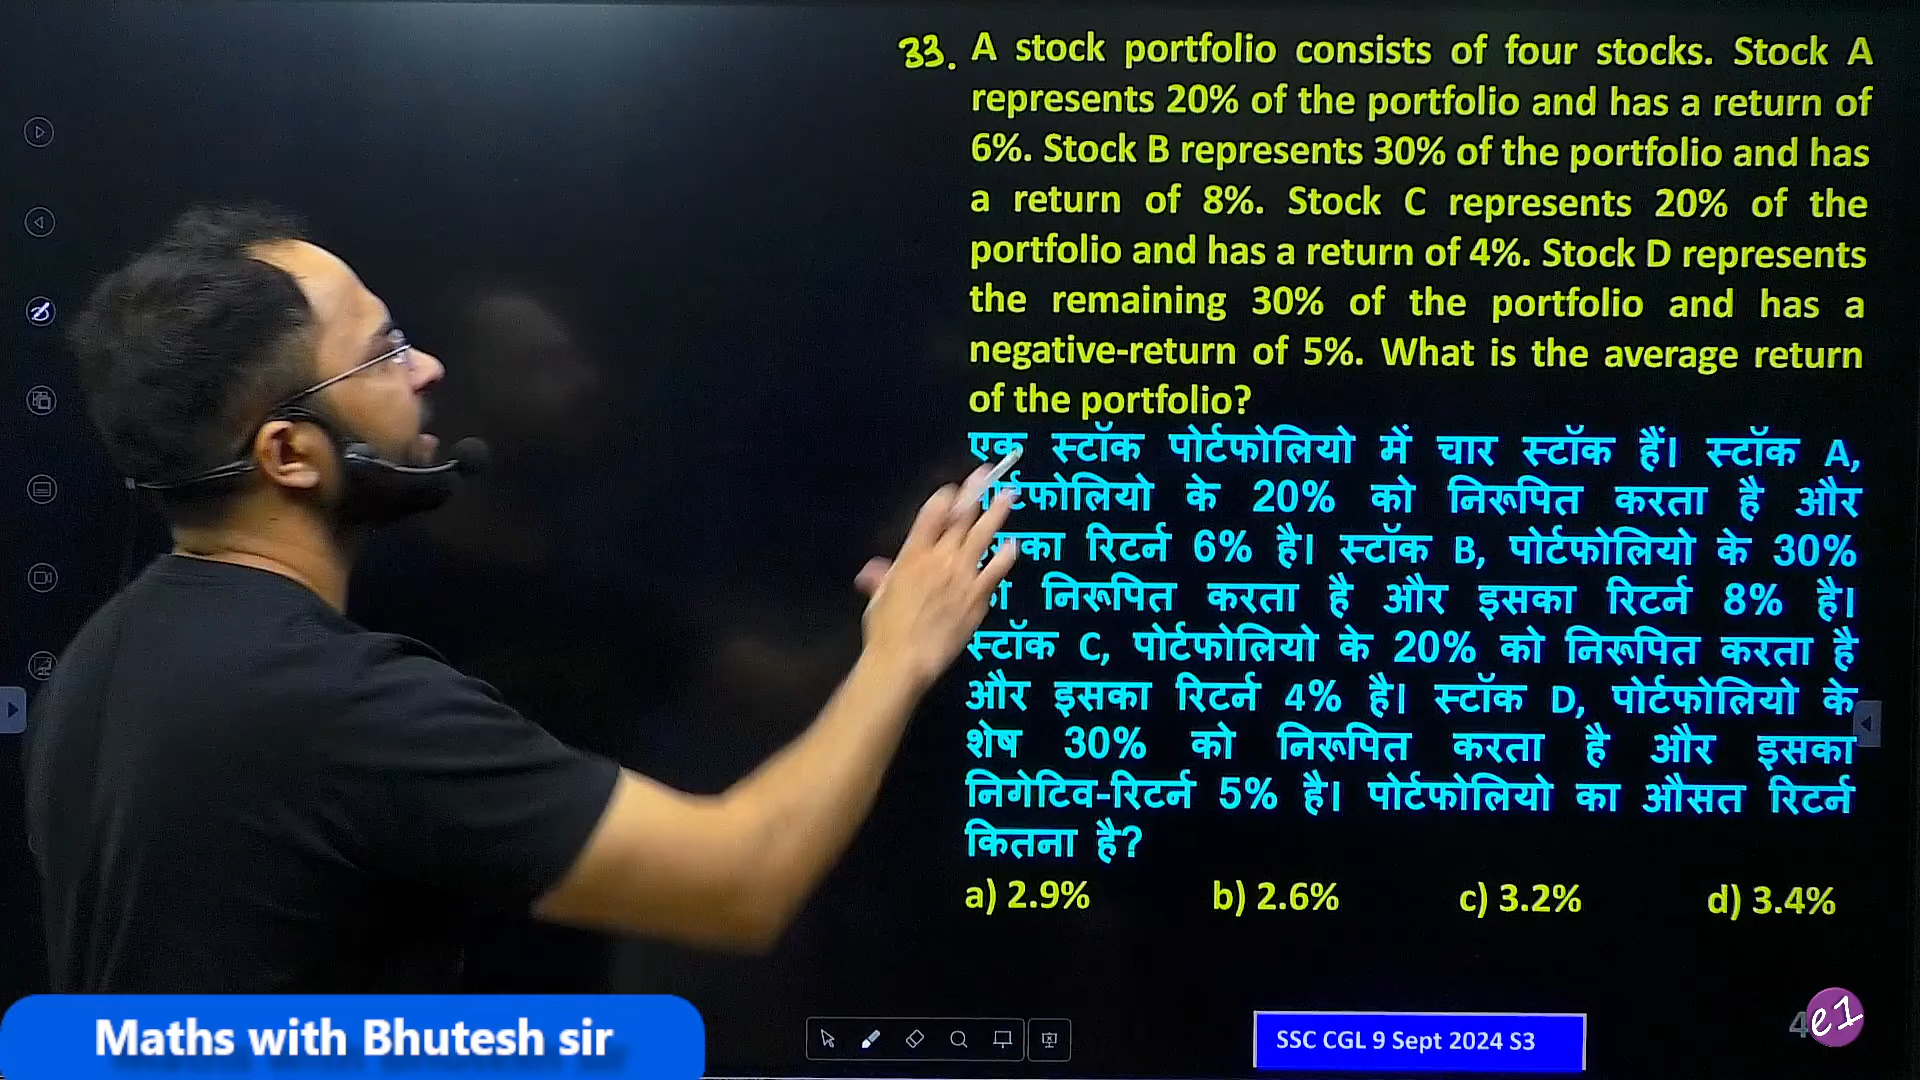 33. A stock portfolio consists of four stocks. Stock A
represents 20% of the portfolio and has a return of
6%. Stock B represents 30% of the portfolio and has
a return of 8%. Stock C represents 20% of the
portfolio and has a return of 4%. Stock D represents
the remaining 30% of the portfolio and has a
negative-return of 5%. What is the average return
of the portfolio?
एक स्टॉक पोर्टफोलियो में चार स्टॉक हैं। स्टॉक A,
के 20% को निरूपित करता है और
रिटर्न 6% है। स्टॉक B, पोर्टफोलियो के 30%
निरूपित करता है और इसका रिटर्न 8% है।
स्टॉक C, पोर्टफोलियो के 20% को निरूपित करता है
और इसका रिटर्न 4% है। स्टॉक D, पोर्टफोलियो के
शेष 30% को निरूपित करता है और इसका
निगेटिव-रिटर्न 5% है। पोर्टफोलियो का औसत रिटर्न
कितना है?
a) 2.9% b) 2.6% c) 3.2% d) 3.4%
Maths with Bhutesh sir
SSC CGL 9 Sept 2024 S3
e1